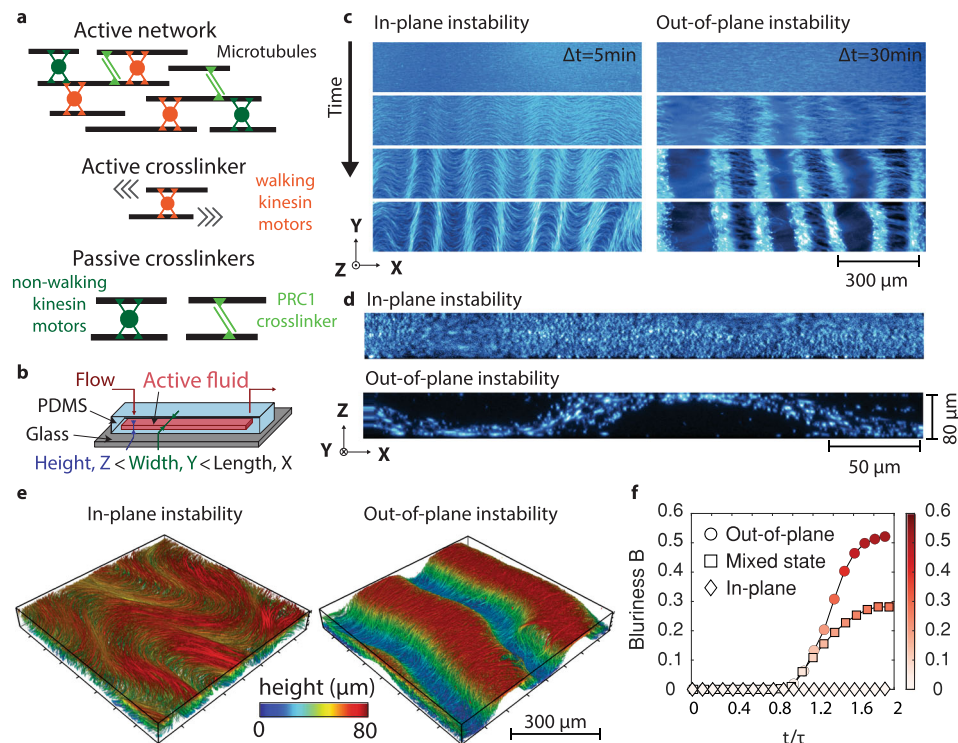 a
Active network
Microtubules
Active crosslinker
walking
kinesin
motors
Passive crosslinkers
non-walking
kinesin
motors
PRC1
crosslinker
b
Flow
Active fluid
PDMS
Glass
Height, Z < Width, Y < Length, X
c
In-plane instability
Out-of-plane instability
Δt=5min
Δt=30min
Time
Y
Z
X
300 µm
d
In-plane instability
Out-of-plane instability
Z
Y
X
80 µm
50 µm
e
In-plane instability
Out-of-plane instability
height (µm)
0
80
300 µm
f
Bluriness B
0.6
0.5
0.4
0.3
0.2
0.1
0
Out-of-plane
Mixed state
In-plane
0.6
0.5
0.4
0.3
0.2
0.1
0
0 0.4 0.8 1.2 1.6 2
t/τ